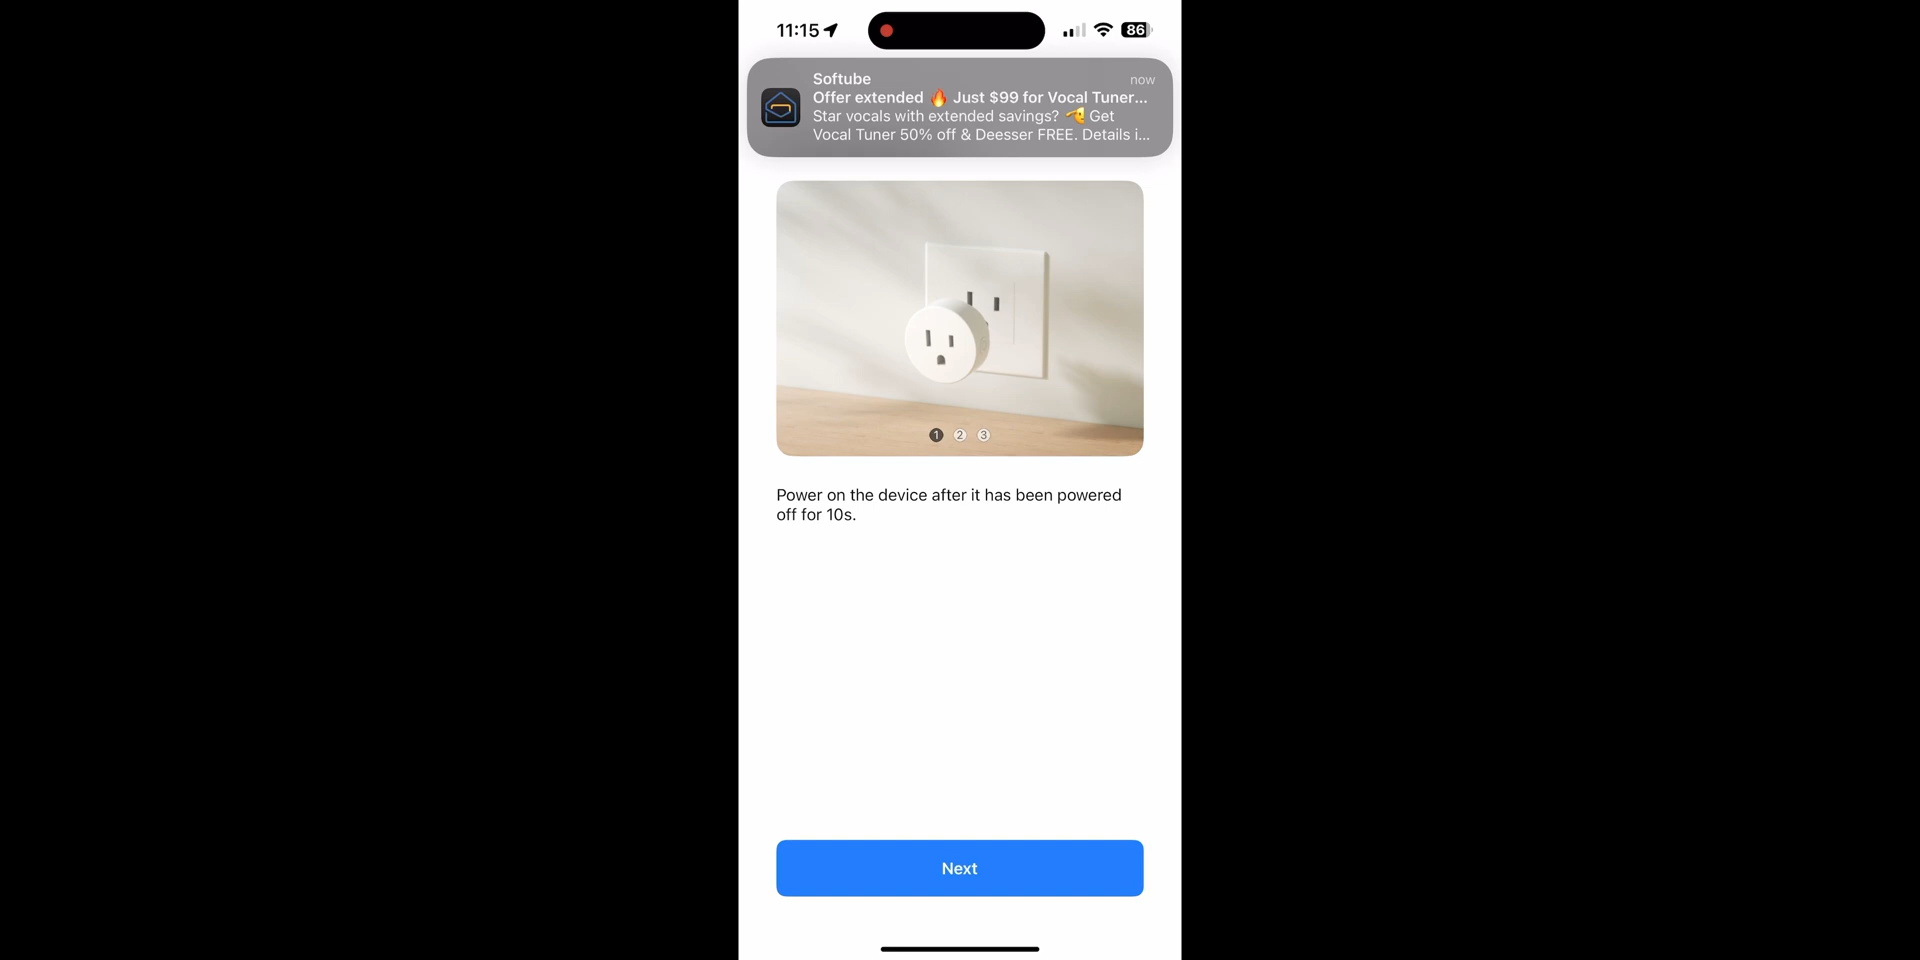 11:15
86
Softube
now
Offer extended 🔥 Just $99 for Vocal Tuner...
Star vocals with extended savings? 🫴 Get
Vocal Tuner 50% off & Deesser FREE. Details i...
1 2 3
Power on the device after it has been powered
off for 10s.
Next